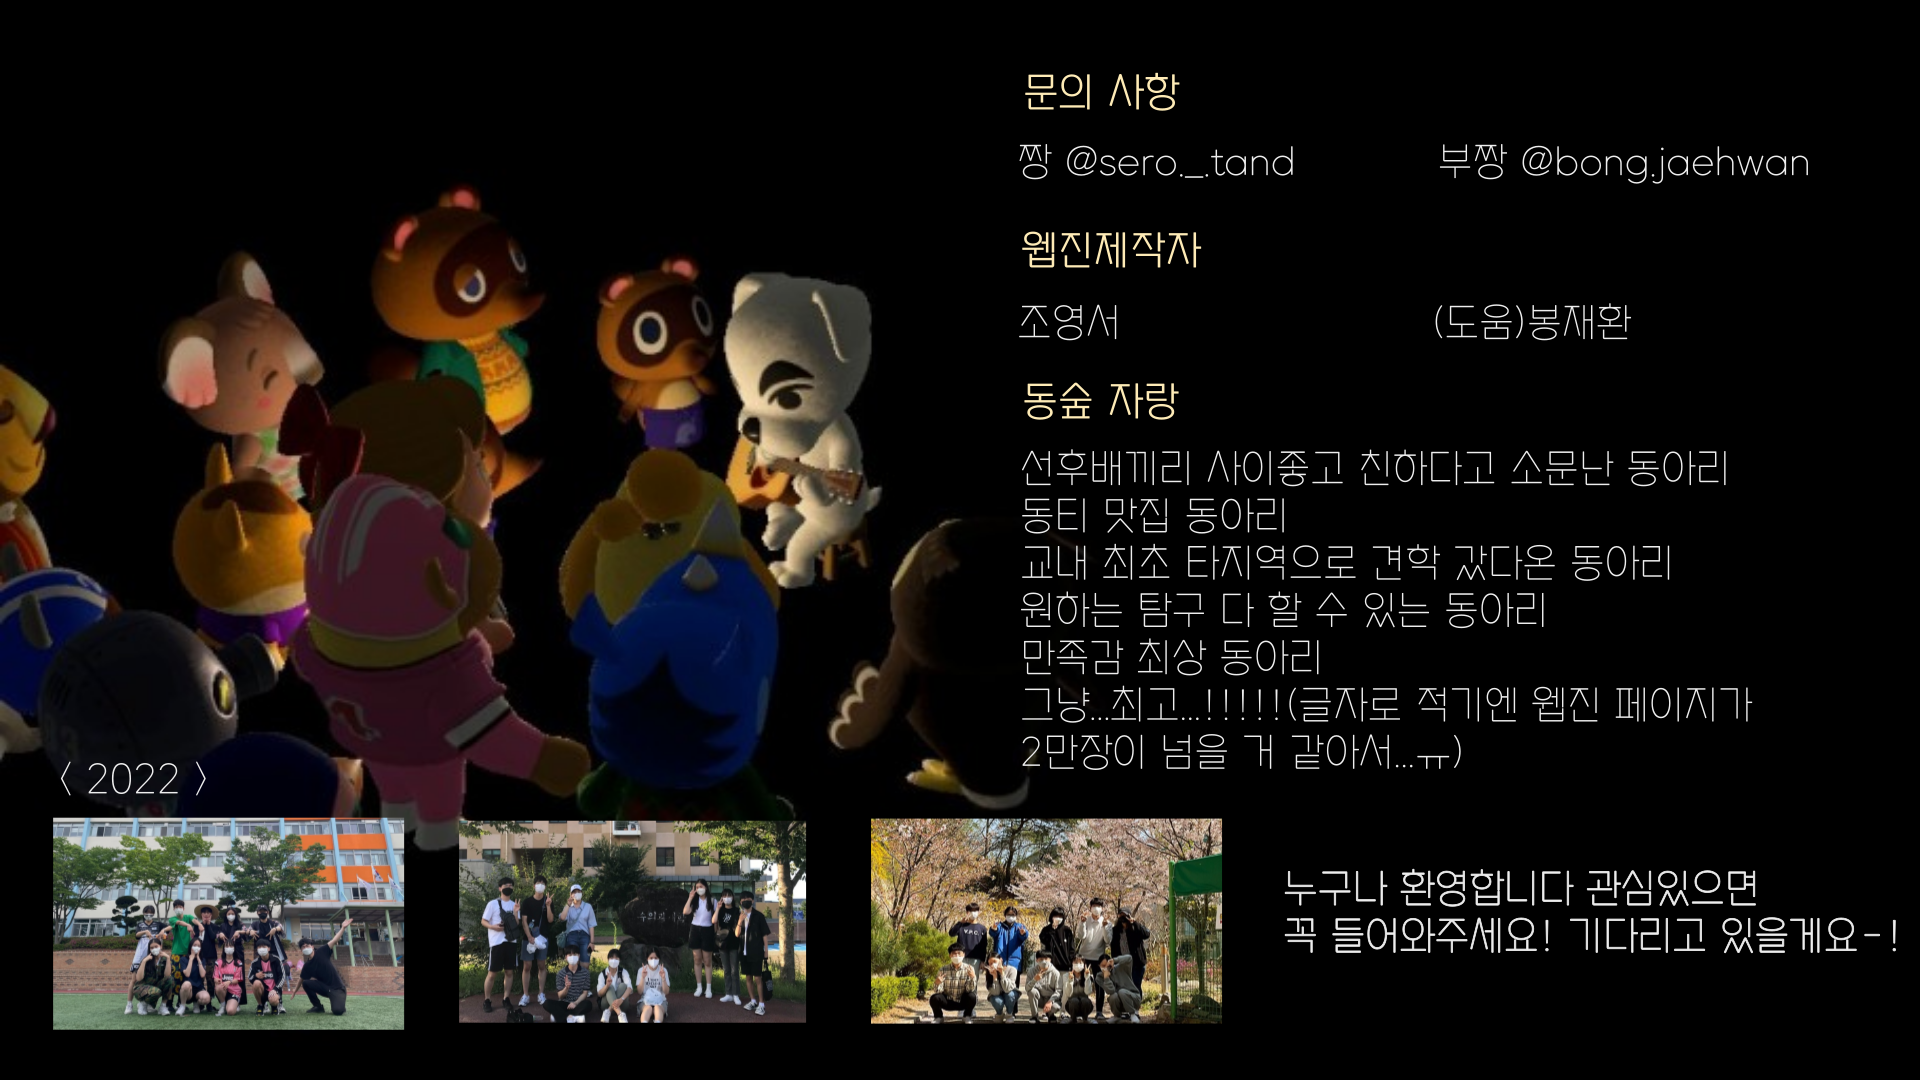 문의 사항
짱 @sero._.tand
부짱 @bong.jaehwan
웹진제작자
조영서
(도움)봉재환
동숲 자랑
선후배끼리 사이좋고 친하다고 소문난 동아리
동티 맛집 동아리
교내 최초 타지역으로 견학 갔다온 동아리
원하는 탐구 다 할 수 있는 동아리
만족감 최상 동아리
그냥...최고...!!!!!(글자로 적기엔 웹진 페이지가
2만장이 넘을 거 같아서...ㅠ)
〈 2022 〉
누구나 환영합니다 관심있으면
꼭 들어와주세요! 기다리고 있을게요-!